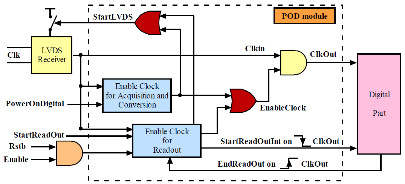 StartLVDS
POD module
LVDS
Receiver
Clk
Clkin
ClkOut
Enable Clock
for Acquisition and
Conversion
PowerOnDigital
EnableClock
Digital
Part
StartReadOut
Enable Clock
for
Readout
Rstb
Enable
StartReadOutInt on ClkOut
EndReadOut on ClkOut